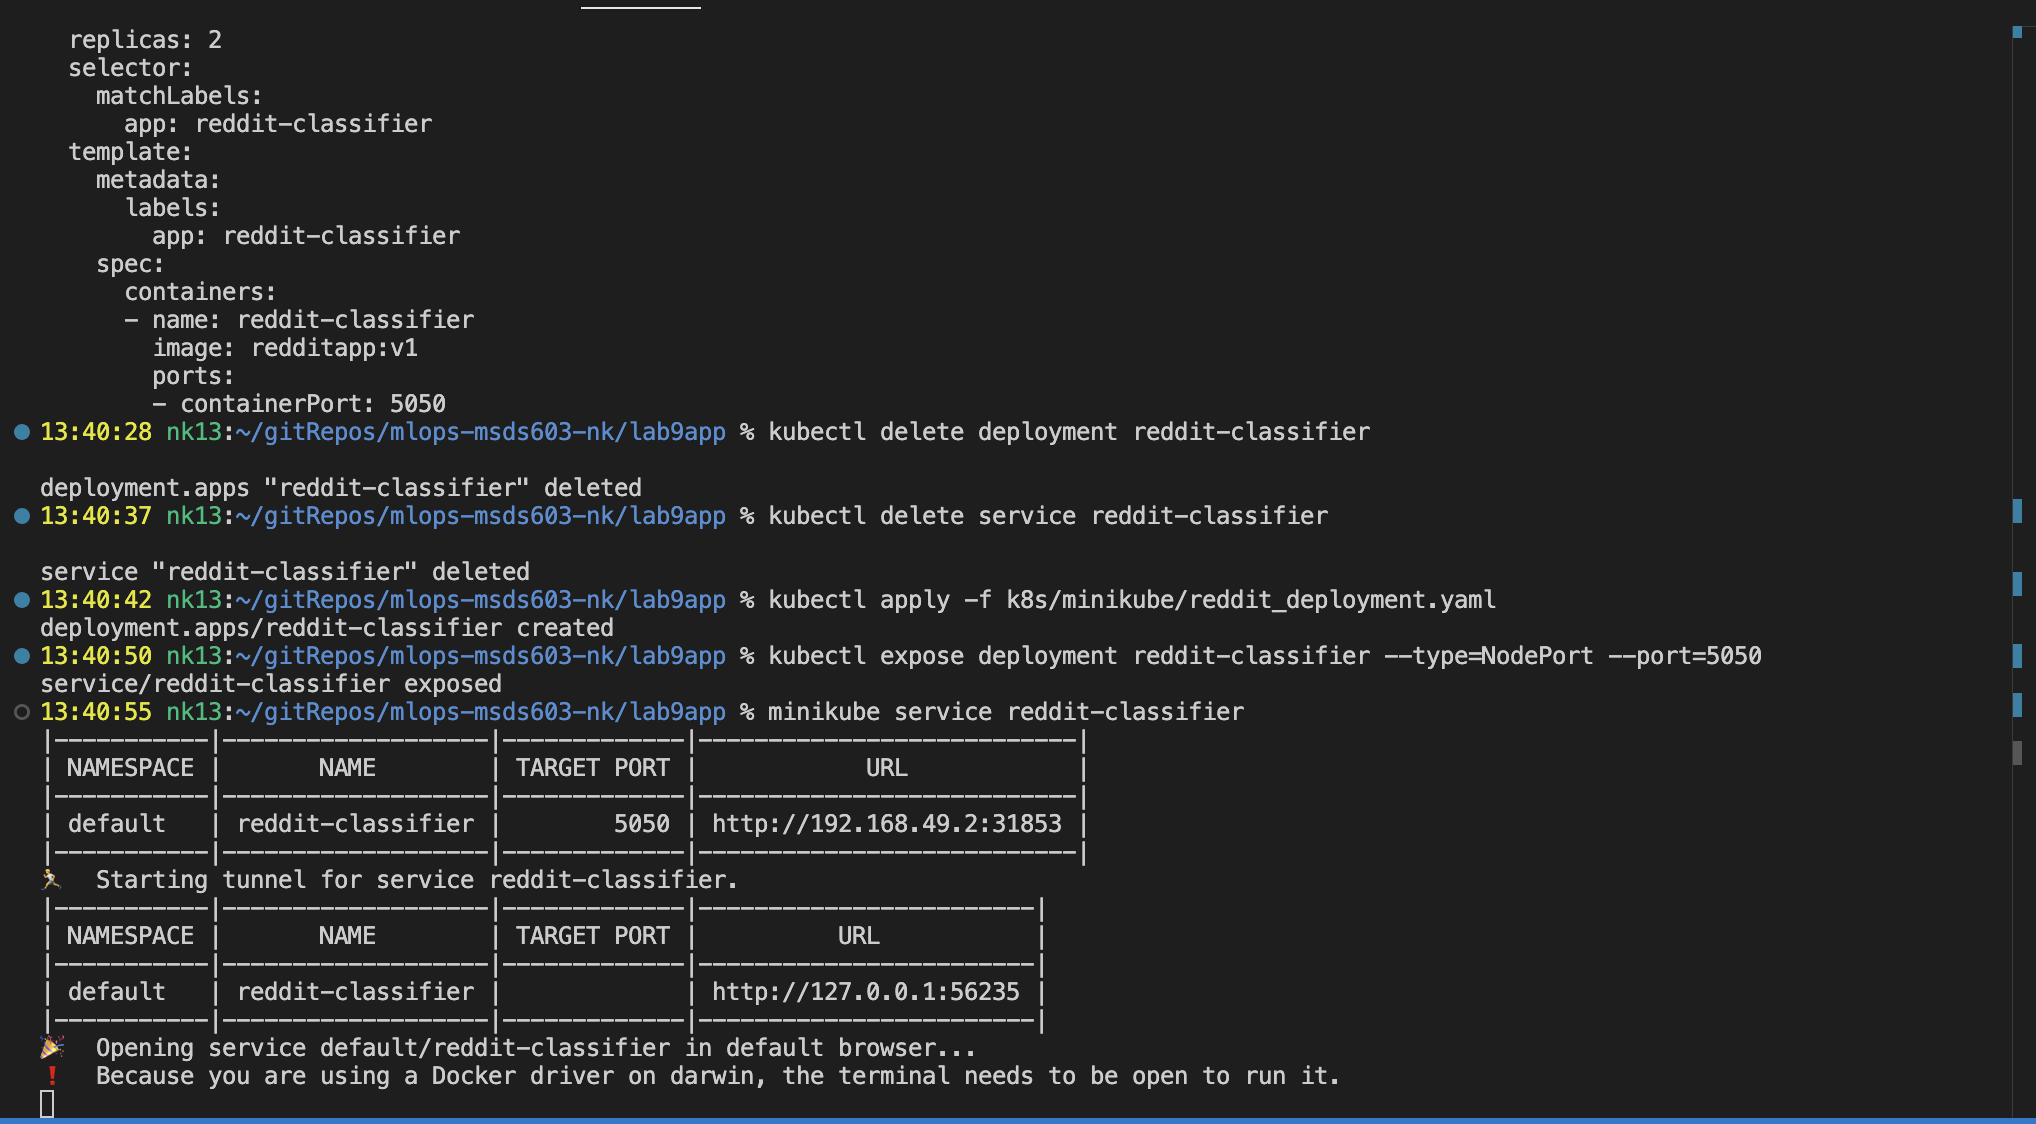 replicas: 2
selector:
matchLabels:
app: reddit-classifier
template:
metadata:
labels:
app: reddit-classifier
spec:
containers:
- name: reddit-classifier
image: redditapp:v1
ports:
- containerPort: 5050
13:40:28 nk13:~/gitRepos/mlops-msds603-nk/lab9app % kubectl delete deployment reddit-classifier
deployment.apps "reddit-classifier" deleted
13:40:37 nk13:~/gitRepos/mlops-msds603-nk/lab9app % kubectl delete service reddit-classifier
service "reddit-classifier" deleted
13:40:42 nk13:~/gitRepos/mlops-msds603-nk/lab9app % kubectl apply -f k8s/minikube/reddit_deployment.yaml
deployment.apps/reddit-classifier created
13:40:50 nk13:~/gitRepos/mlops-msds603-nk/lab9app % kubectl expose deployment reddit-classifier --type=NodePort --port=5050
service/reddit-classifier exposed
13:40:55 nk13:~/gitRepos/mlops-msds603-nk/lab9app % minikube service reddit-classifier
|-----------|-------------------|-------------|---------------------------|
| NAMESPACE | NAME | TARGET PORT | URL |
|-----------|-------------------|-------------|---------------------------|
| default | reddit-classifier | 5050 | http://192.168.49.2:31853 |
|-----------|-------------------|-------------|---------------------------|
🏃 Starting tunnel for service reddit-classifier.
|-----------|-------------------|-------------|------------------------|
| NAMESPACE | NAME | TARGET PORT | URL |
|-----------|-------------------|-------------|------------------------|
| default | reddit-classifier | | http://127.0.0.1:56235 |
|-----------|-------------------|-------------|------------------------|
🎉 Opening service default/reddit-classifier in default browser...
❗ Because you are using a Docker driver on darwin, the terminal needs to be open to run it.